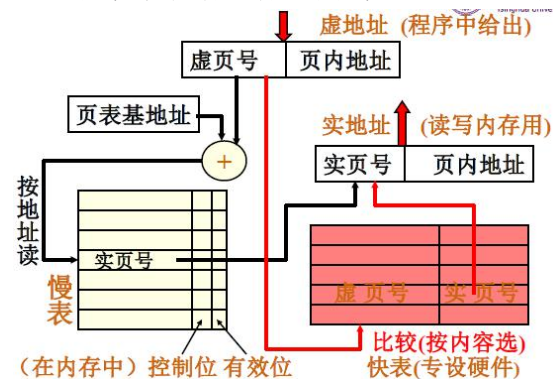 虚地址 (程序中给出)
虚页号 页内地址
页表基地址
实地址 (读写内存用)
+
实页号 页内地址
按地址读
实页号
慢表
虚 页号 实 页号
比较(按内容选)
(在内存中) 控制位 有效位 快表(专设硬件)